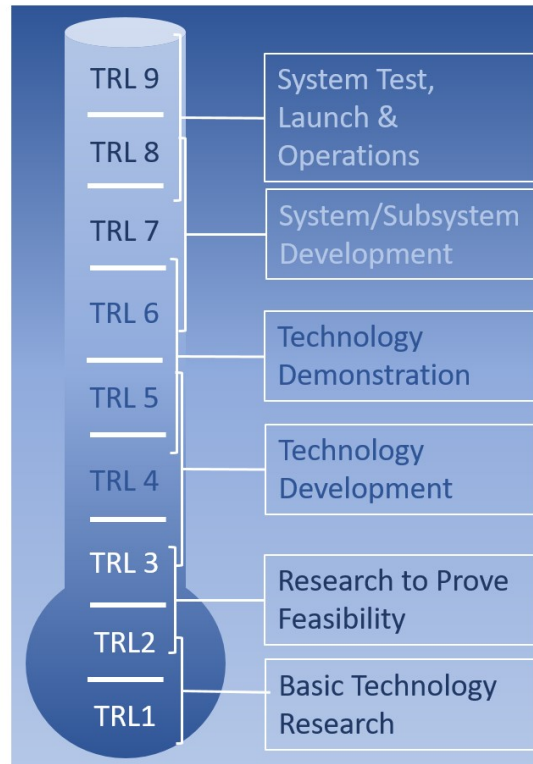 TRL 9
System Test,
Launch &
Operations
TRL 8
TRL 7
System/Subsystem
Development
TRL 6
Technology
Demonstration
TRL 5
TRL 4
Technology
Development
TRL 3
Research to Prove
Feasibility
TRL2
TRL1
Basic Technology
Research